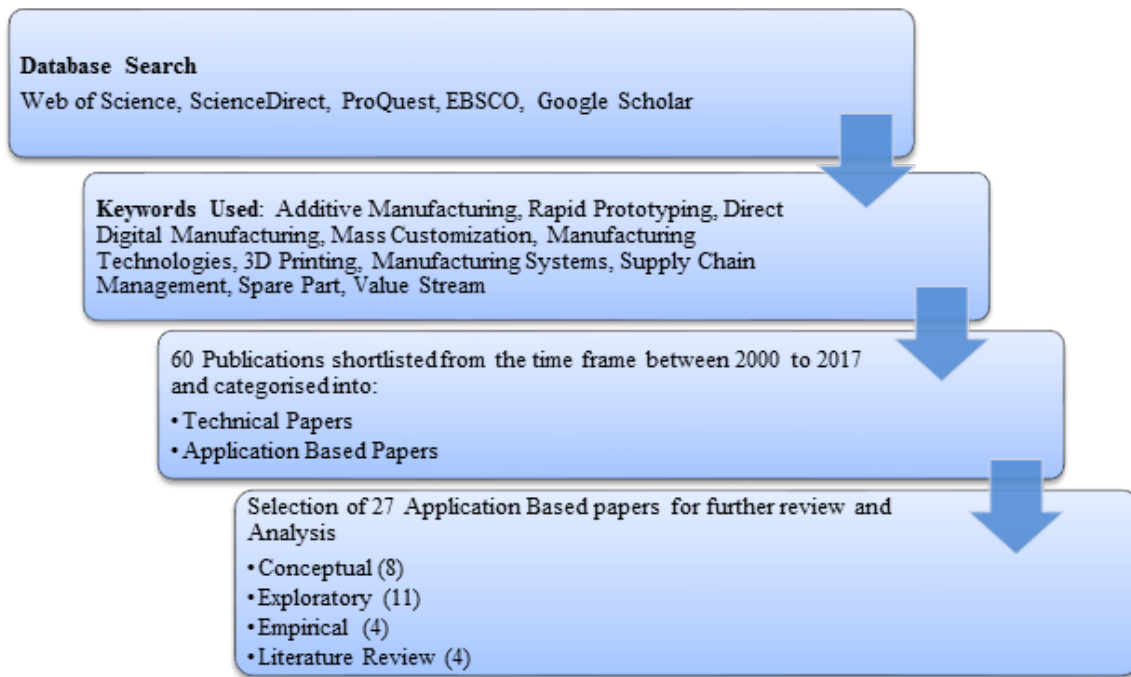 Database Search
Web of Science, ScienceDirect, ProQuest, EBSCO, Google Scholar
Keywords Used: Additive Manufacturing, Rapid Prototyping, Direct
Digital Manufacturing, Mass Customization, Manufacturing
Technologies, 3D Printing, Manufacturing Systems, Supply Chain
Management, Spare Part, Value Stream
60 Publications shortlisted from the time frame between 2000 to 2017
and categorised into:
• Technical Papers
• Application Based Papers
Selection of 27 Application Based papers for further review and
Analysis
• Conceptual (8)
• Exploratory (11)
• Empirical (4)
• Literature Review (4)